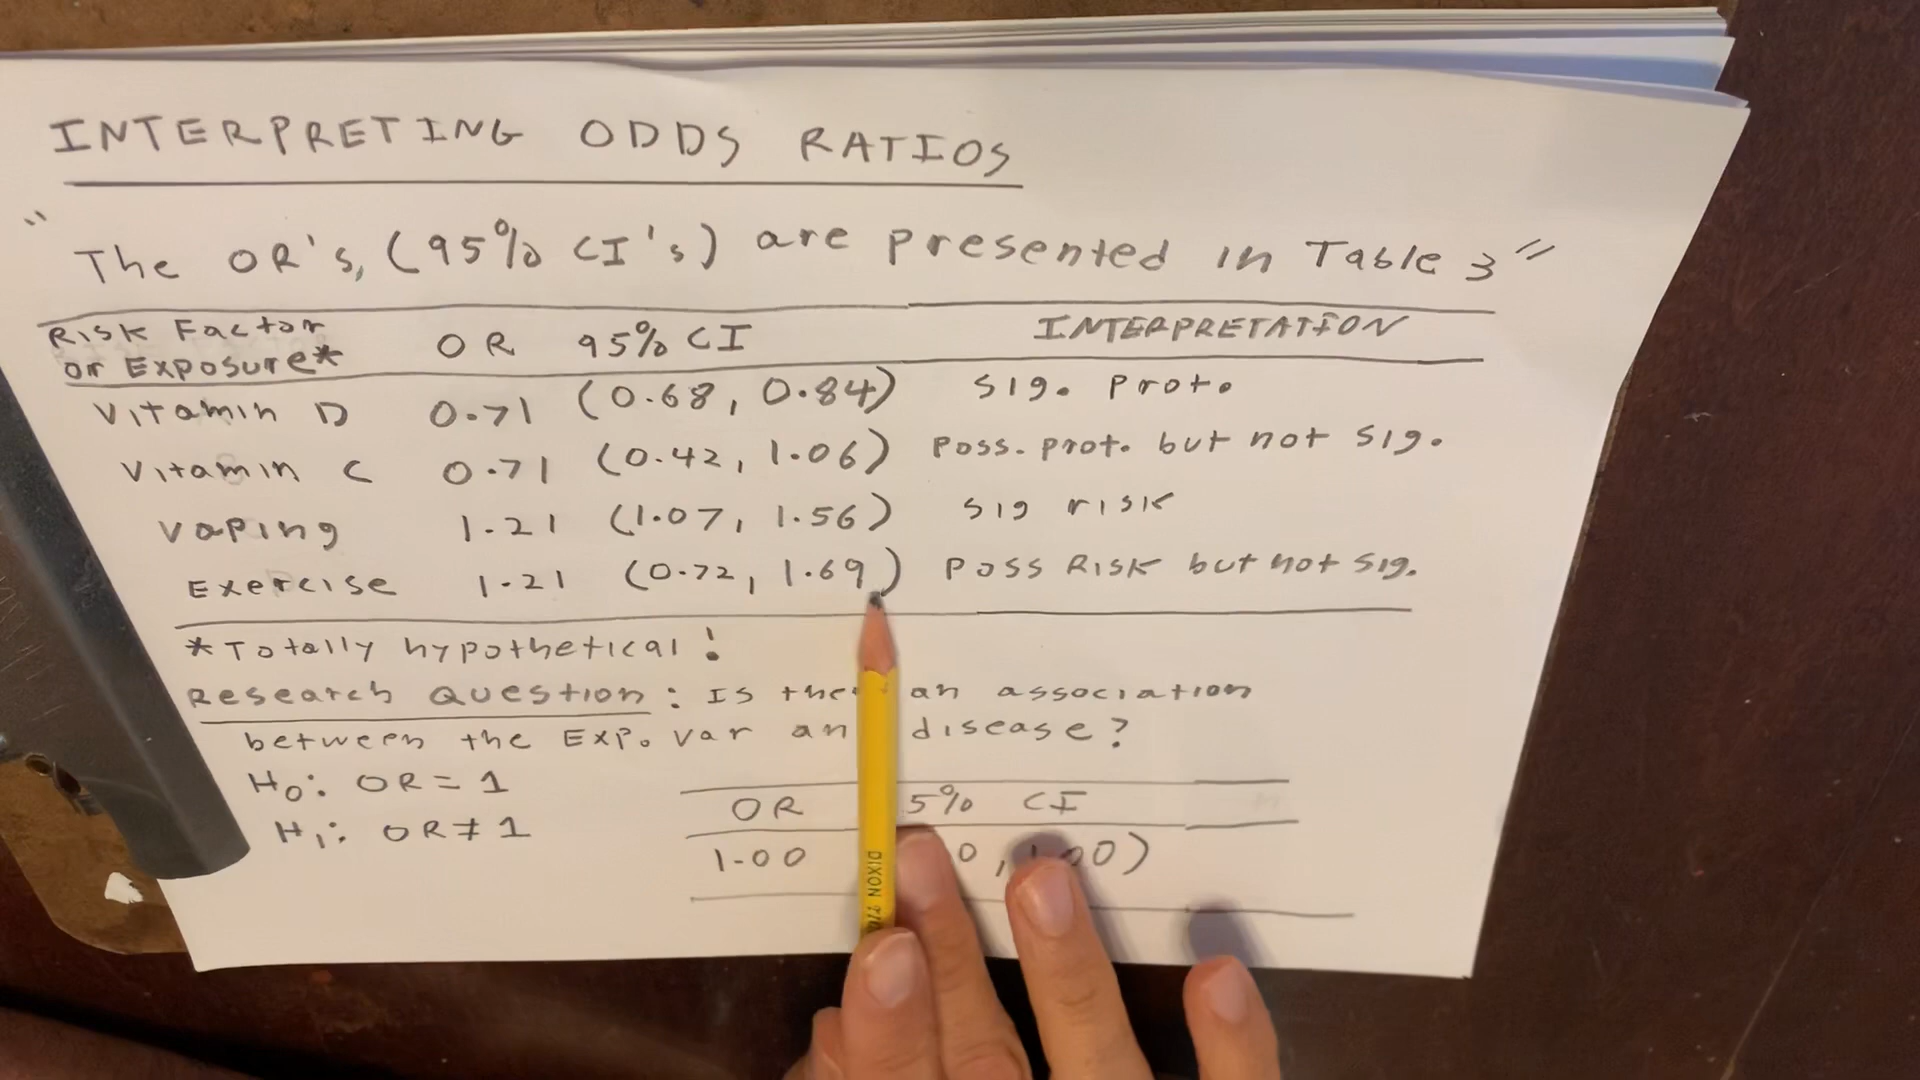 INTERPRETING ODDS RATIOS
"The OR's, (95% CI's) are presented in Table 3"
Risk Factor or Exposure* OR 95% CI INTERPRETATION
Vitamin D 0.71 (0.68, 0.84) Sig. Prot.
Vitamin C 0.71 (0.42, 1.06) Poss. prot. but not sig.
Vaping 1.21 (1.07, 1.56) Sig risk
Exercise 1.21 (0.72, 1.69) Poss Risk but not sig.
*Totally hypothetical!
Research Question: Is an association
between the Exp. Var disease?
H0: OR = 1
H1: OR ≠ 1
OR 5% CI
1.00
DIXON